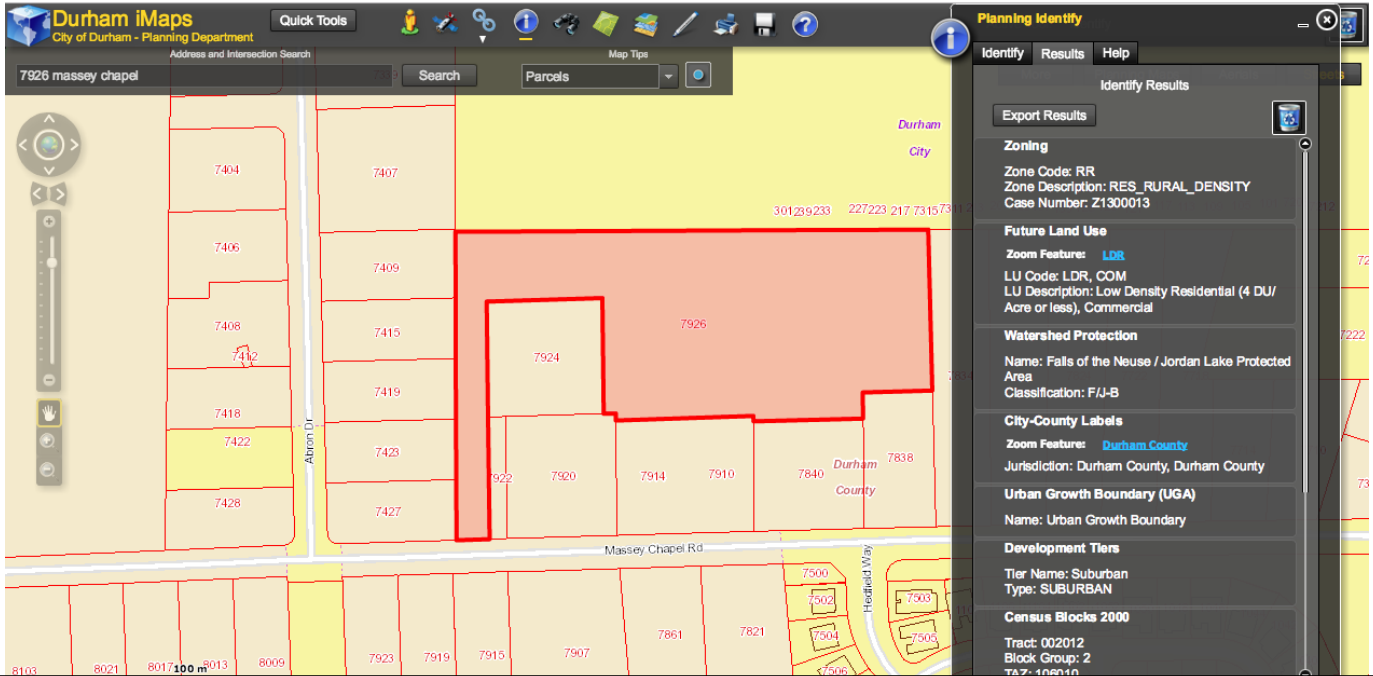 Durham iMaps
City of Durham - Planning Department
Quick Tools
Address and Intersection Search
7926 massey chapel
Search
Map Tips
Parcels
Durham
City
7404
7407
7406
7409
7408
7412
7415
7419
7418
7422
7423
7428
7427
Abron Dr
301239233 227223 217 7315
7926
7924
7922
7920
7914
7910
7840
7838
Durham
County
Massey Chapel Rd
Hedfield Way
7500
7502
7503
7504
7505
7506
8103
8021
8017
100 m
8013
8009
7923
7919
7915
7907
7861
7821
7222
Planning Identify
Identify
Results
Help
Identify Results
Export Results
Zoning
Zone Code: RR
Zone Description: RES_RURAL_DENSITY
Case Number: Z1300013
Future Land Use
Zoom Feature: LDR
LU Code: LDR, COM
LU Description: Low Density Residential (4 DU/
Acre or less), Commercial
Watershed Protection
Name: Falls of the Neuse / Jordan Lake Protected
Area
Classification: F/J-B
City-County Labels
Zoom Feature: Durham County
Jurisdiction: Durham County, Durham County
Urban Growth Boundary (UGA)
Name: Urban Growth Boundary
Development Tiers
Tier Name: Suburban
Type: SUBURBAN
Census Blocks 2000
Tract: 002012
Block Group: 2
TAZ: 106010